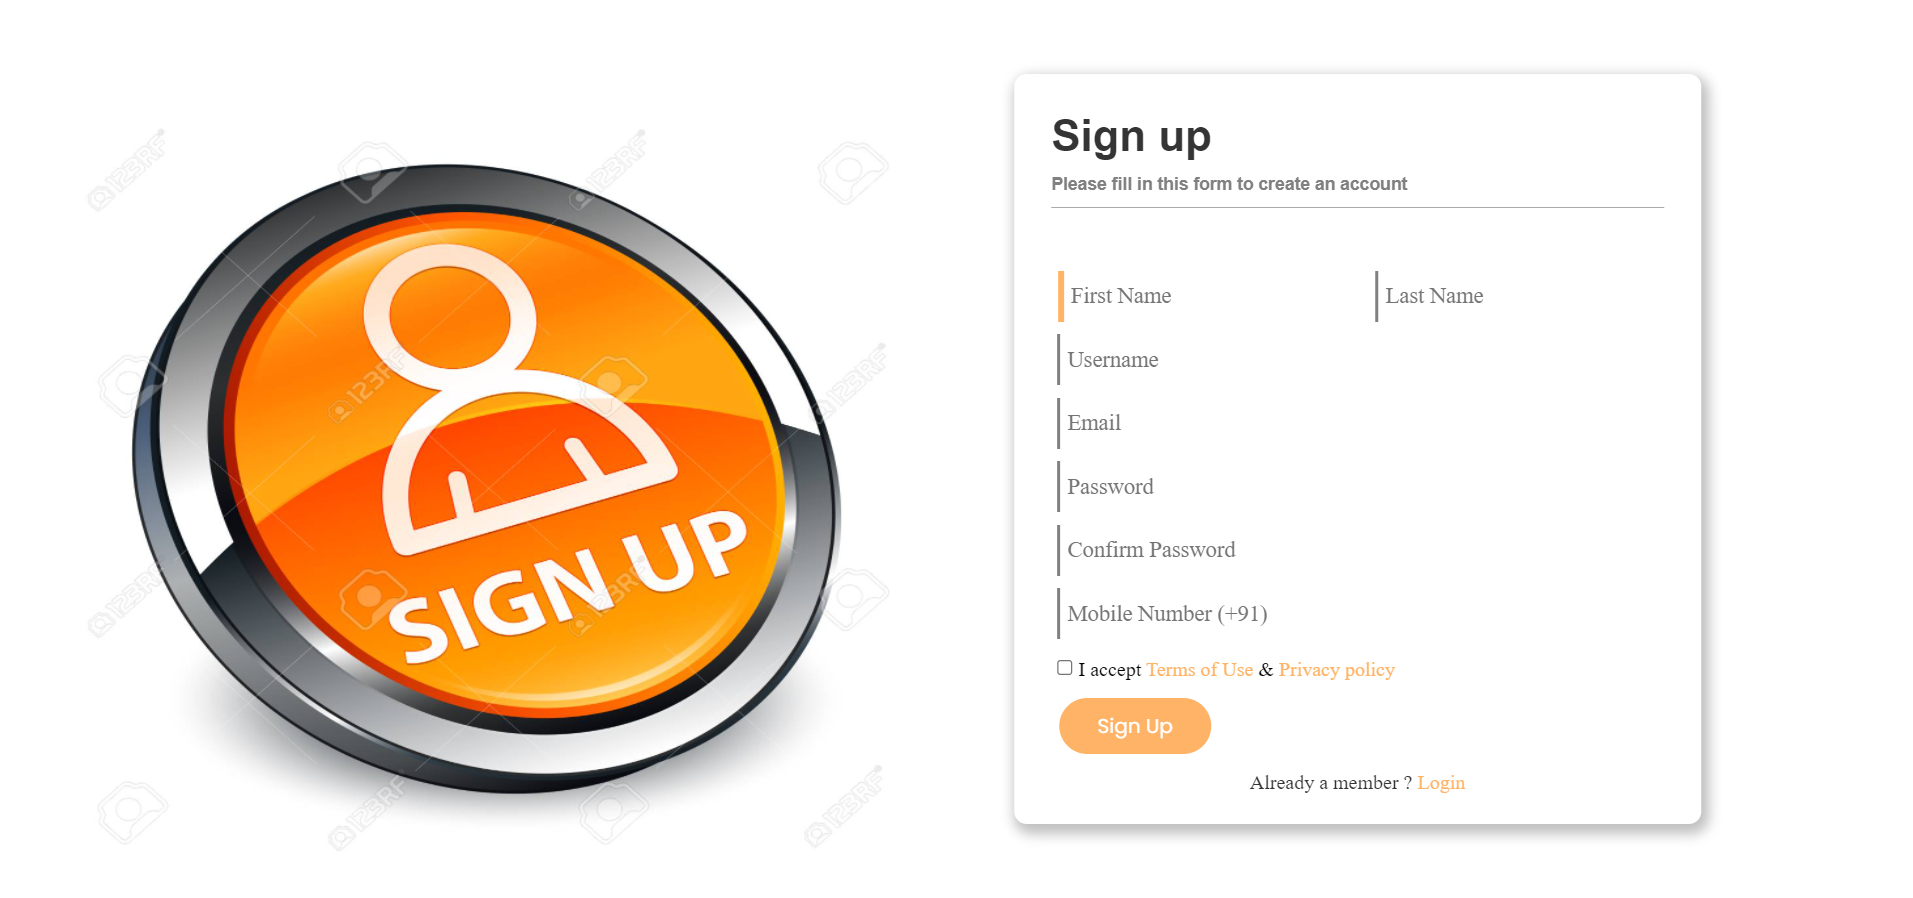 123RF
123RF
123RF
123RF
SIGN UP
123RF
123RF
123RF
123RF
Sign up
Please fill in this form to create an account
First Name
Last Name
Username
Email
Password
Confirm Password
Mobile Number (+91)
I accept Terms of Use & Privacy policy
Sign Up
Already a member ? Login